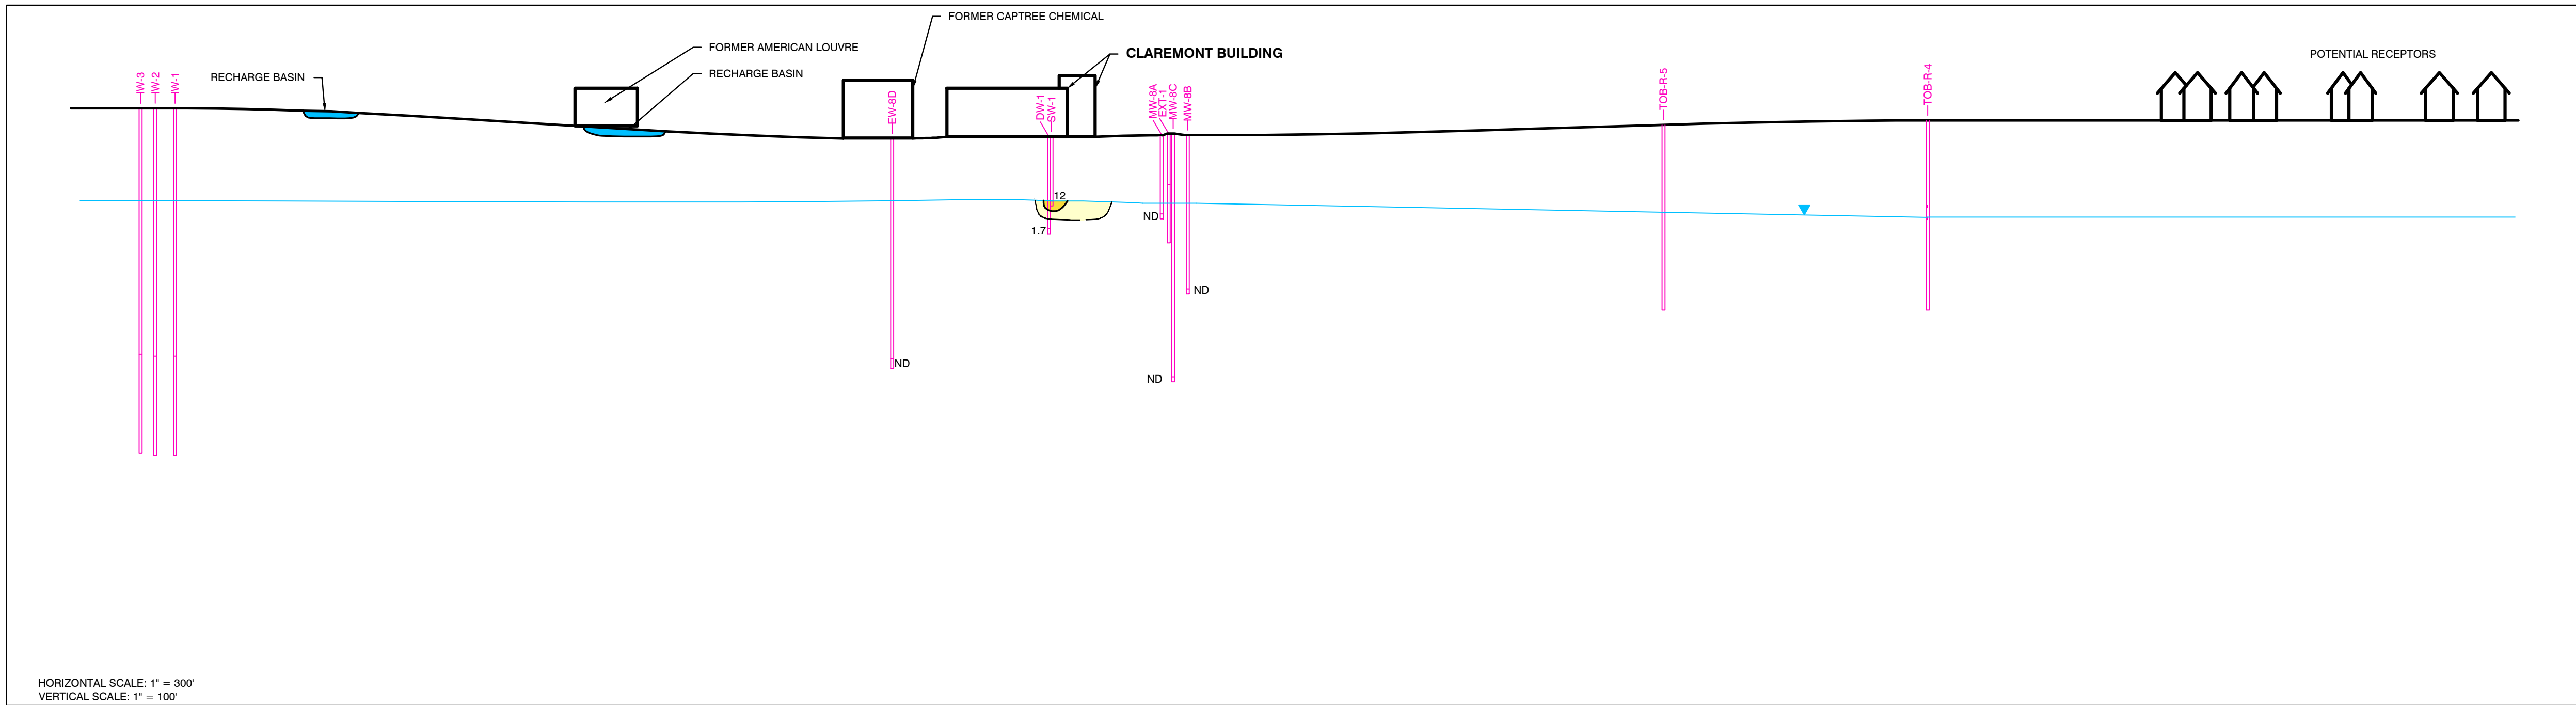 FORMER CAPTREE CHEMICAL
FORMER AMERICAN LOUVRE
CLAREMONT BUILDING
POTENTIAL RECEPTORS
RECHARGE BASIN
RECHARGE BASIN
IW-3
IW-2
IW-1
EW-8D
DW-1
SW-1
MW-8A
EXT-1
MW-8C
MW-8B
TOB-R-5
TOB-R-4
12
ND
1.7
ND
ND
ND
HORIZONTAL SCALE: 1" = 300'
VERTICAL SCALE: 1" = 100'